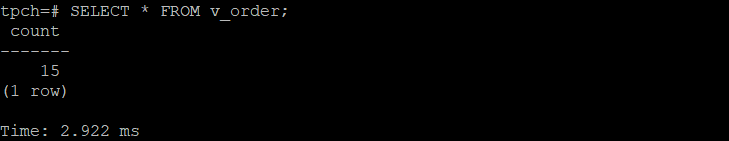 tpch=# SELECT * FROM v_order;
 count
-------
    15
(1 row)

Time: 2.922 ms